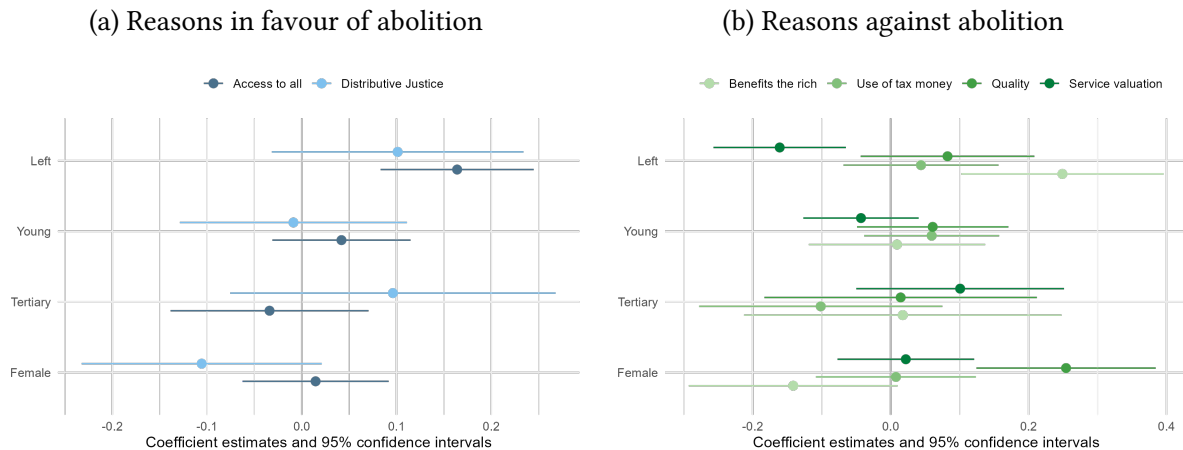 (a) Reasons in favour of abolition
Access to all Distributive Justice
Left
Young
Tertiary
Female
-0.2 -0.1 0.0 0.1 0.2
Coefficient estimates and 95% confidence intervals
(b) Reasons against abolition
Benefits the rich Use of tax money Quality Service valuation
Left
Young
Tertiary
Female
-0.2 0.0 0.2 0.4
Coefficient estimates and 95% confidence intervals